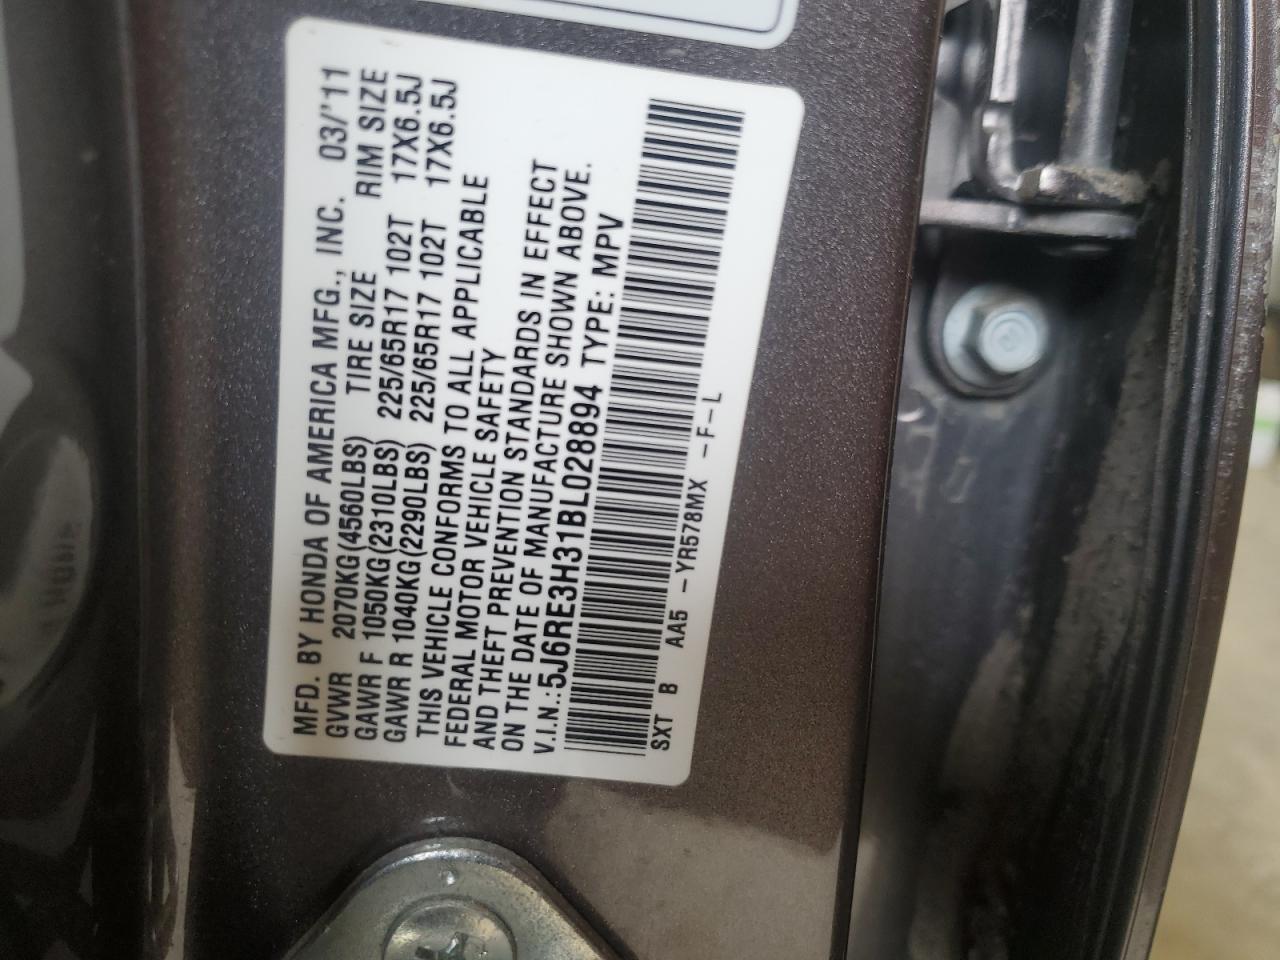 MFD. BY HONDA OF AMERICA MFG., INC. 03/'11
GVWR 2070KG(4560LBS) TIRE SIZE RIM SIZE
GAWR F 1050KG(2310LBS) 225/65R17 102T 17X6.5J
GAWR R 1040KG(2290LBS) 225/65R17 102T 17X6.5J
THIS VEHICLE CONFORMS TO ALL APPLICABLE
FEDERAL MOTOR VEHICLE SAFETY
AND THEFT PREVENTION STANDARDS IN EFFECT
ON THE DATE OF MANUFACTURE SHOWN ABOVE.
V.I.N.:5J6RE3H31BL028894 TYPE: MPV
SXT B AA5 -YR578MX -F-L